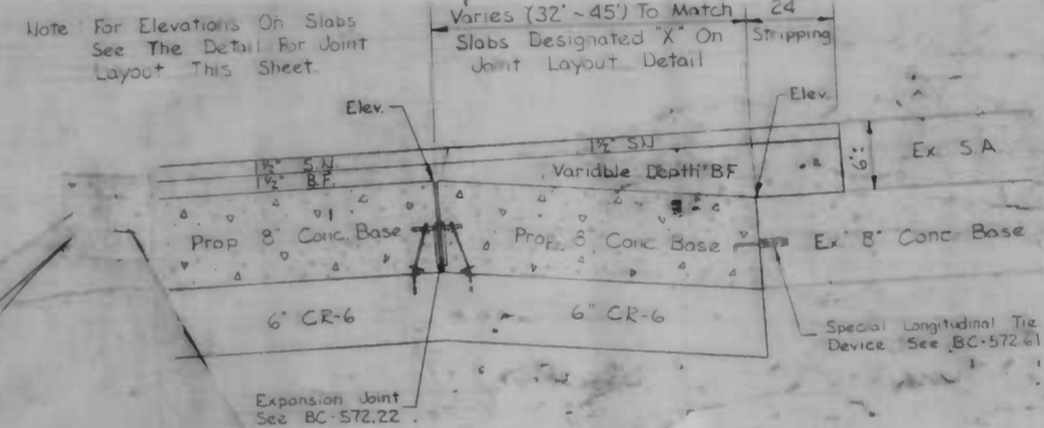 Note: For Elevations On Slabs
See The Detail For Joint
Layout This Sheet
Varies (32' ~ 45') To Match
Slabs Designated "X" On
Joint Layout Detail
24
Stripping
Elev.
Elev.
1½" S.N.
1½" B.F.
1½" SN
Variable Depth BF
Ex. S.A
Prop 8" Conc. Base
Prop. 8" Conc Base
Ex 8" Conc Base
6" CR-6
6" CR-6
Special Longitudinal Tie
Device See BC-572.61
Expansion Joint
See BC-572.22